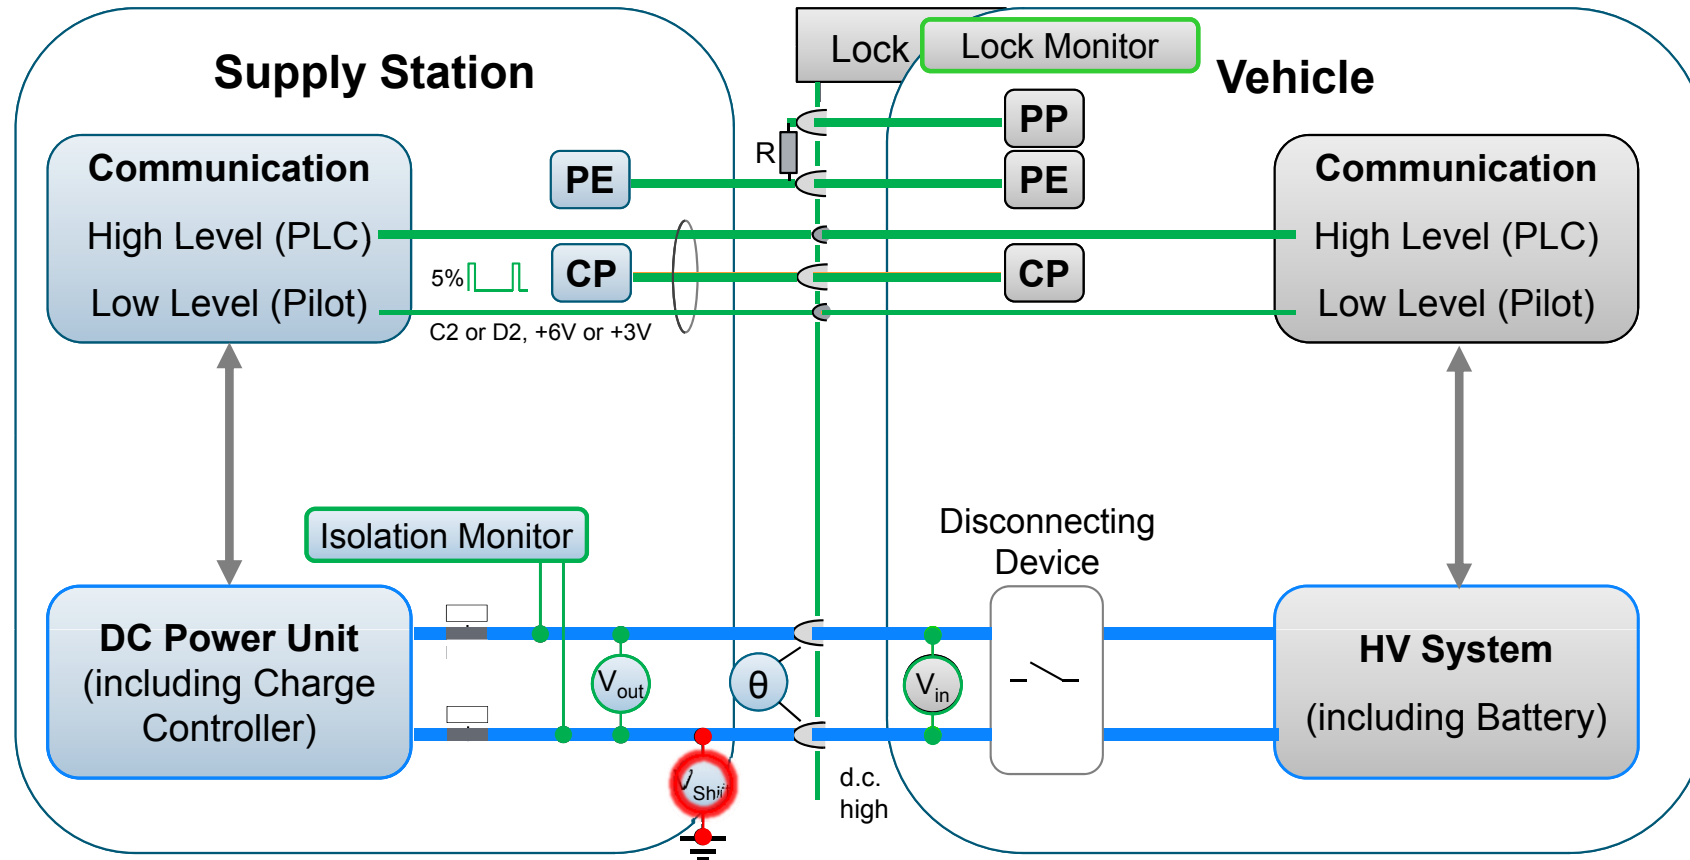 Lock
Lock Monitor
Supply Station
Vehicle
PP
R
Communication
PE
PE
Communication
High Level (PLC)
High Level (PLC)
5%
CP
CP
Low Level (Pilot)
Low Level (Pilot)
C2 or D2, +6V or +3V
Isolation Monitor
Disconnecting
Device
DC Power Unit
(including Charge
Controller)
Vout
θ
Vin
HV System
(including Battery)
VShift
d.c.
high